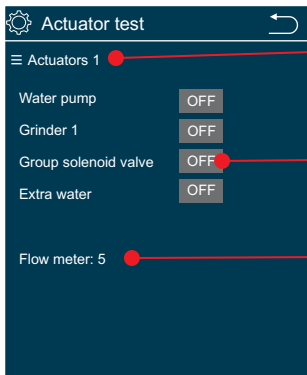 Actuator test
Actuators 1
Water pump OFF
Grinder 1 OFF
Group solenoid valve OFF
Extra water OFF
Flow meter: 5